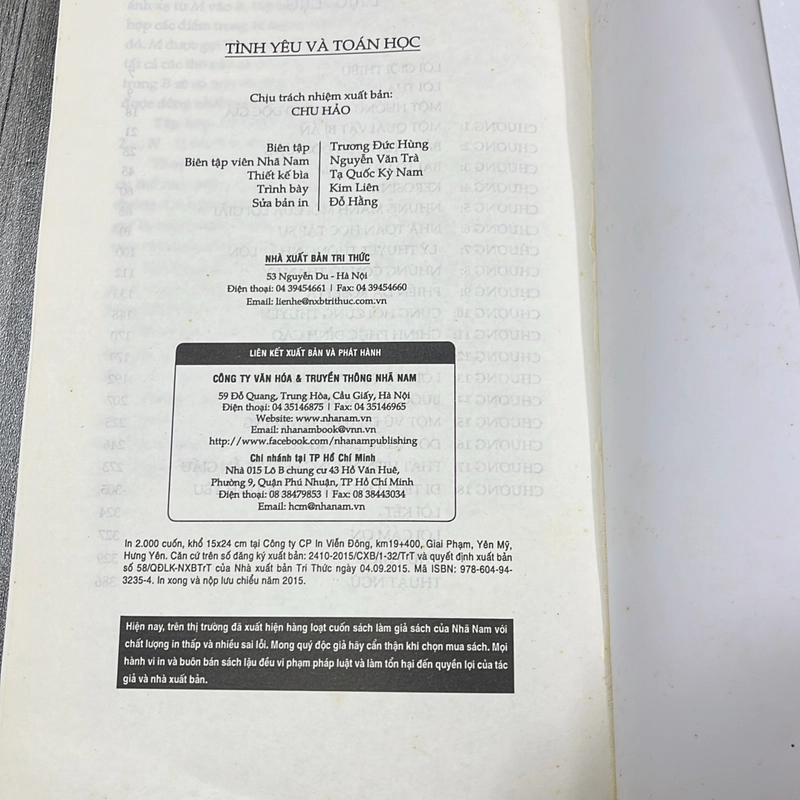 TÌNH YÊU VÀ TOÁN HỌC
Chịu trách nhiệm xuất bản:
CHU HẢO
Biên tập Trương Đức Hùng
Biên tập viên Nhã Nam Nguyễn Văn Trà
Thiết kế bìa Tạ Quốc Kỳ Nam
Trình bày Kim Liên
Sửa bản in Đỗ Hằng
NHÀ XUẤT BẢN TRI THỨC
53 Nguyễn Du - Hà Nội
Điện thoại: 04 39454661 | Fax: 04 39454660
Email: lienhe@nxbtrithuc.com.vn
LIÊN KẾT XUẤT BẢN VÀ PHÁT HÀNH
CÔNG TY VĂN HÓA & TRUYỀN THÔNG NHÃ NAM
59 Đỗ Quang, Trung Hòa, Cầu Giấy, Hà Nội
Điện thoại: 04 35146875 | Fax: 04 35146965
Website: www.nhanam.vn
Email: nhanambook@vnn.vn
http://www.facebook.com/nhanampublishing
Chi nhánh tại TP Hồ Chí Minh
Nhà 015 Lô B chung cư 43 Hồ Văn Huê,
Phường 9, Quận Phú Nhuận, TP Hồ Chí Minh
Điện thoại: 08 38479853 | Fax: 08 38443034
Email: hcm@nhanam.vn
In 2.000 cuốn, khổ 15x24 cm tại Công ty CP In Viễn Đông, km19+400, Giai Phạm, Yên Mỹ,
Hưng Yên. Căn cứ trên số đăng ký xuất bản: 2410-2015/CXB/1-32/TrT và quyết định xuất bản
số 58/QĐLK-NXBTrT của Nhà xuất bản Tri Thức ngày 04.09.2015. Mã ISBN: 978-604-94-
3235-4. In xong và nộp lưu chiểu năm 2015.
Hiện nay, trên thị trường đã xuất hiện hàng loạt cuốn sách làm giả sách của Nhã Nam với
chất lượng in thấp và nhiều sai lỗi. Mong quý độc giả hãy cẩn thận khi chọn mua sách. Mọi
hành vi in và buôn bán sách lậu đều vi phạm pháp luật và làm tổn hại đến quyền lợi của tác
giả và nhà xuất bản.